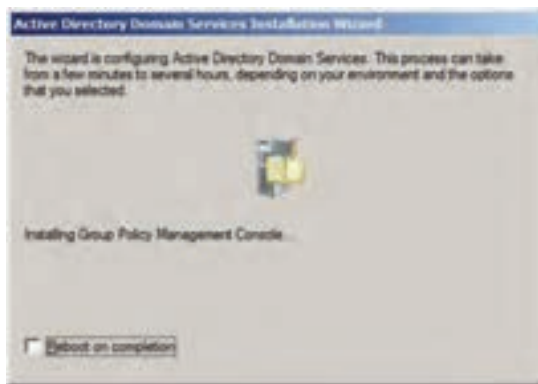 Active Directory Domain Services Installation Wizard
The wizard is configuring Active Directory Domain Services. This process can take
from a few minutes to several hours, depending on your environment and the options
that you selected.
Installing Group Policy Management Console...
Reboot on completion